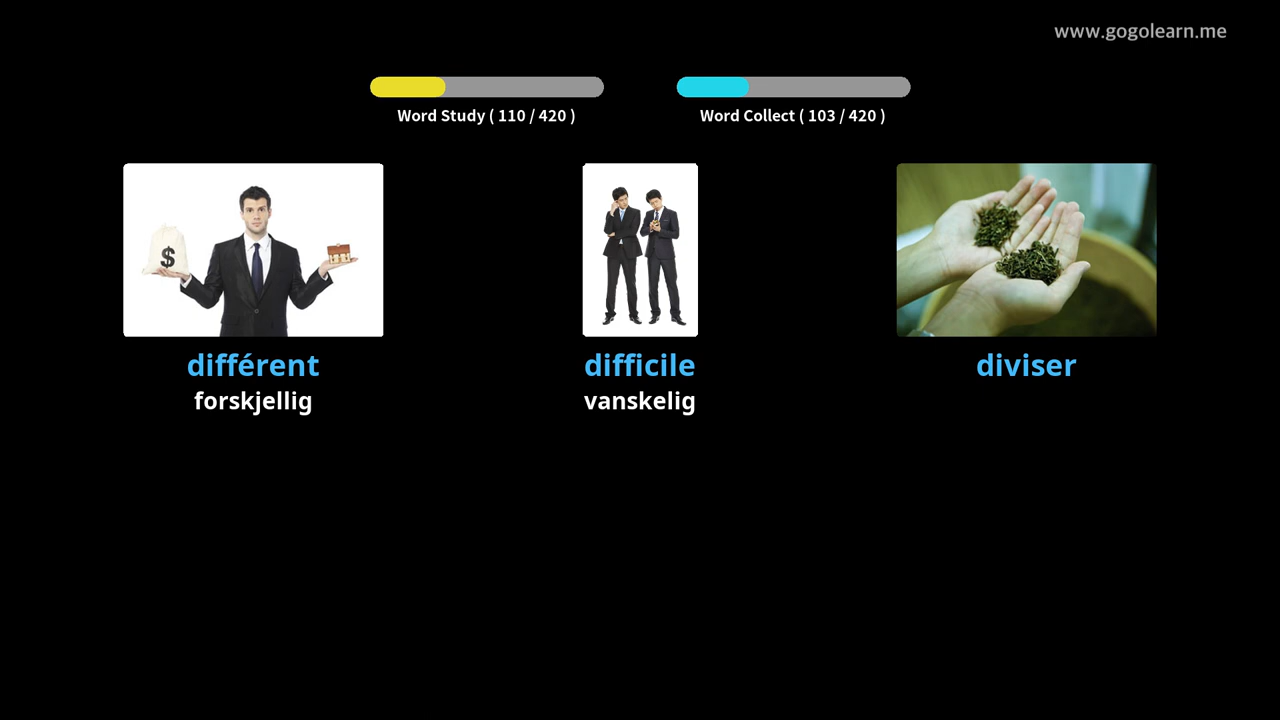 www.gogolearn.me
Word Study ( 110 / 420 )
Word Collect ( 103 / 420 )
$
différent
difficile
diviser
forskjellig
vanskelig